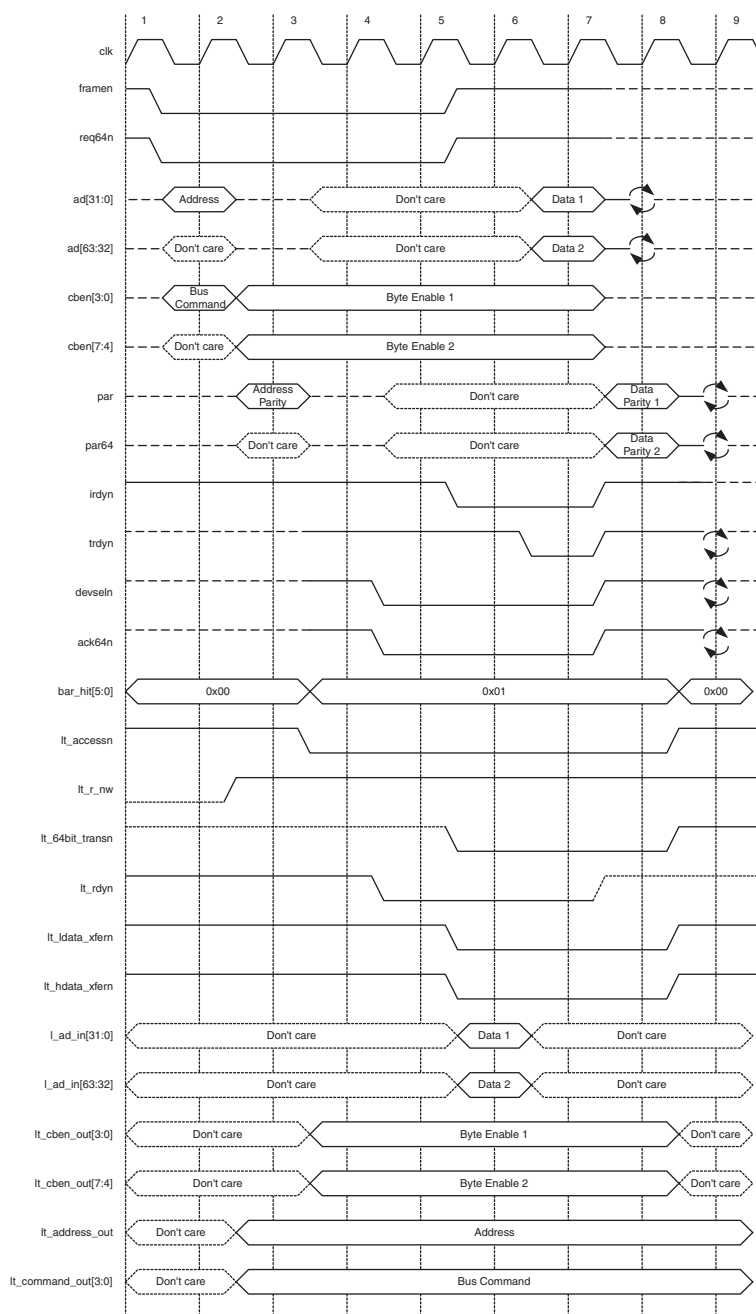 1 2 3 4 5 6 7 8 9
clk
framen
req64n
ad[31:0] Address Don't care Data 1
ad[63:32] Don't care Don't care Data 2
cben[3:0] Bus Command Byte Enable 1
cben[7:4] Don't care Byte Enable 2
par Address Parity Don't care Data Parity 1
par64 Don't care Don't care Data Parity 2
irdyn
trdyn
devseln
ack64n
bar_hit[5:0] 0x00 0x01 0x00
lt_accessn
lt_r_nw
lt_64bit_transn
lt_rdyn
lt_ldata_xfern
lt_hdata_xfern
l_ad_in[31:0] Don't care Data 1 Don't care
l_ad_in[63:32] Don't care Data 2 Don't care
lt_cben_out[3:0] Don't care Byte Enable 1 Don't care
lt_cben_out[7:4] Don't care Byte Enable 2 Don't care
lt_address_out Don't care Address
lt_command_out[3:0] Don't care Bus Command